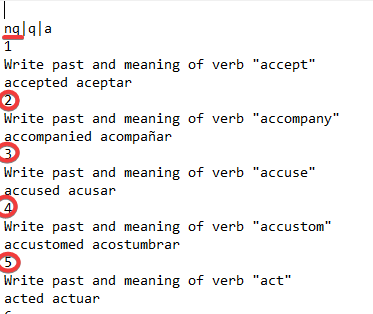 nq|q|a
1
Write past and meaning of verb "accept"
accepted aceptar
2
Write past and meaning of verb "accompany"
accompanied acompañar
3
Write past and meaning of verb "accuse"
accused acusar
4
Write past and meaning of verb "accustom"
accustomed acostumbrar
5
Write past and meaning of verb "act"
acted actuar